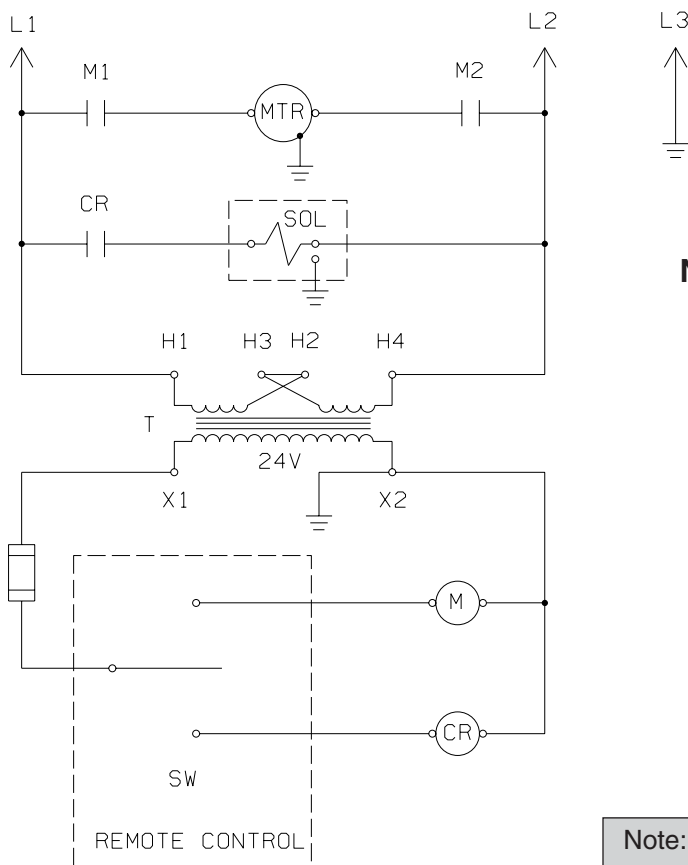 L1 L2 L3
M1 M2
MTR
CR SOL
N
H1 H3 H2 H4
T
24V
X1 X2
M
CR
SW
REMOTE CONTROL
Note: